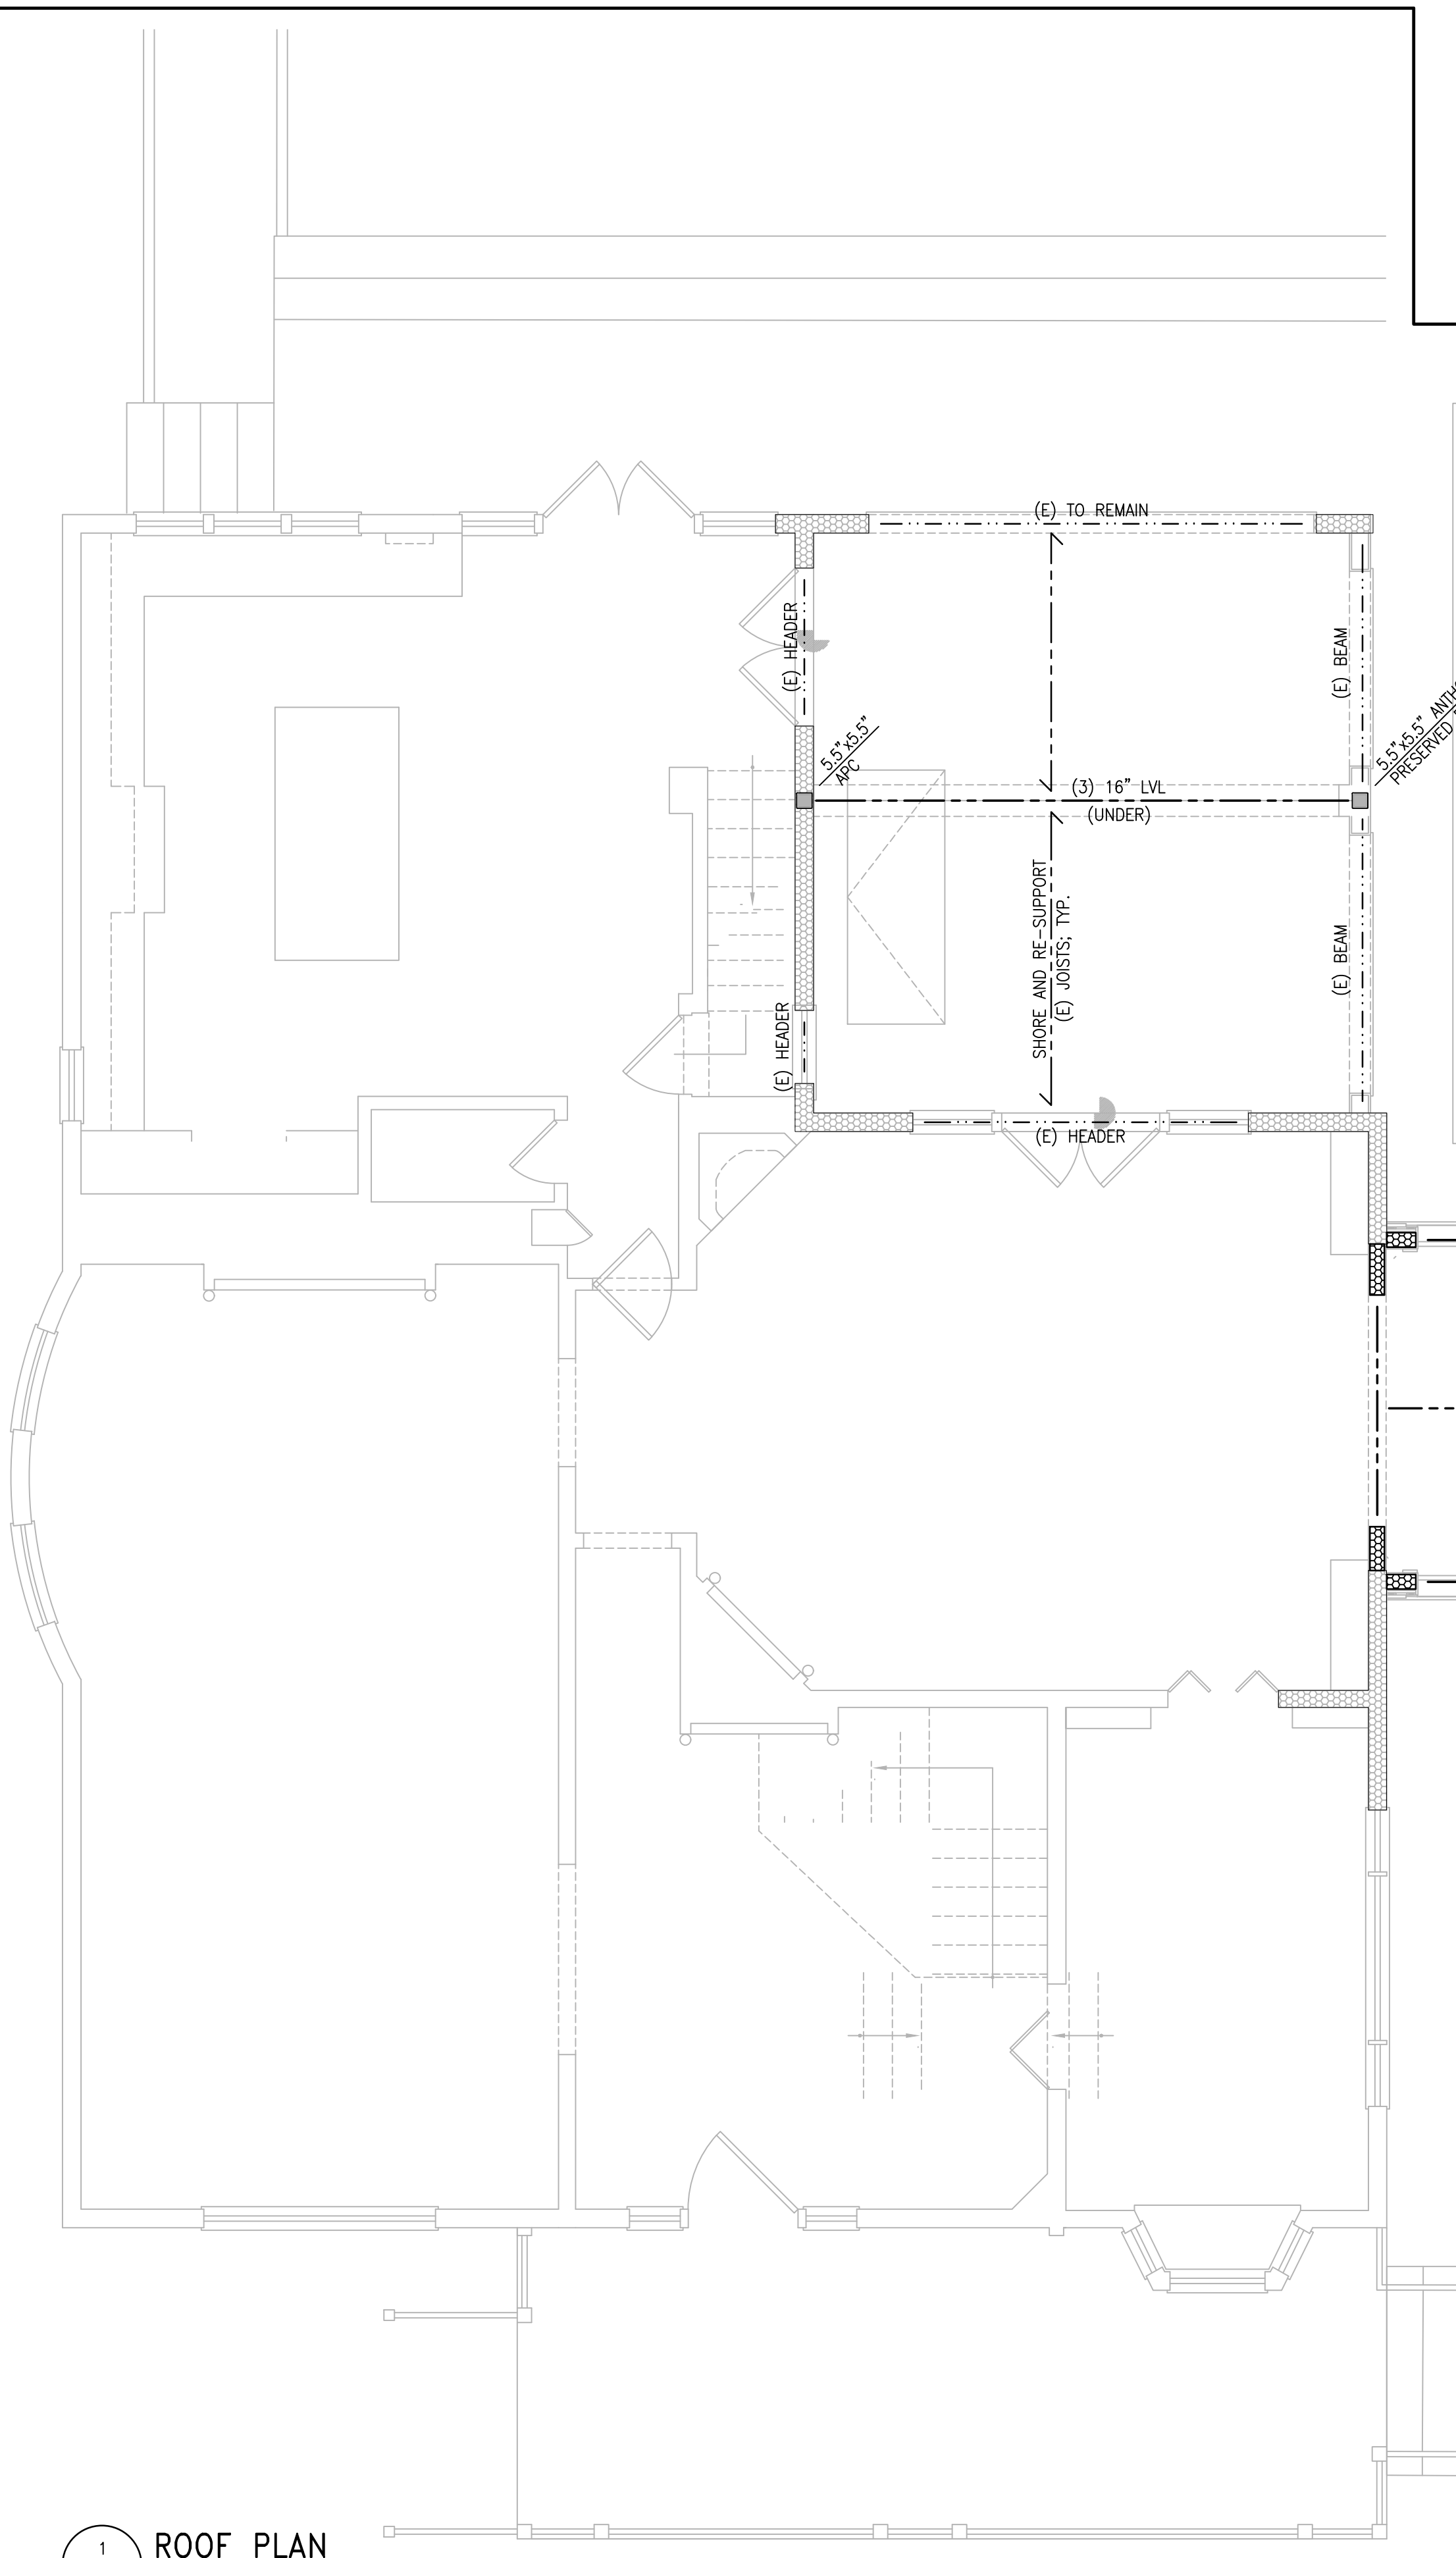 (E) TO REMAIN
(E) HEADER
(E) BEAM
5.5"x5.5"
APC
5.5"x5.5"
PRESERVED
(3) 16" LVL
(UNDER)
SHORE AND RE-SUPPORT
(E) JOISTS; TYP.
(E) BEAM
(E) HEADER
(E) HEADER
1
ROOF PLAN